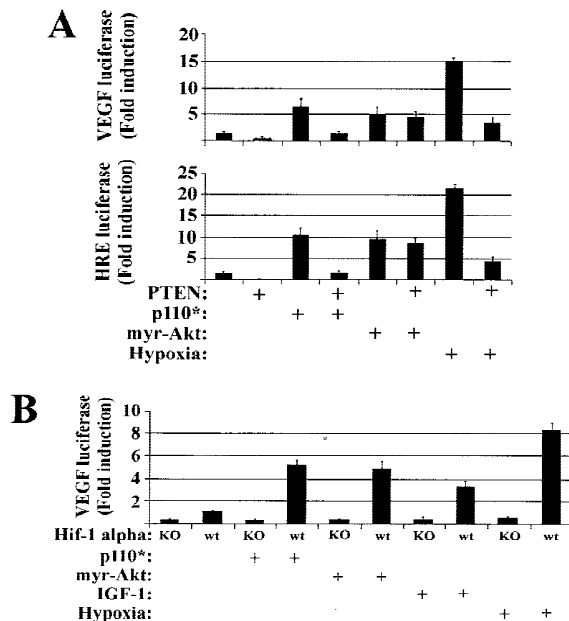 A
VEGF luciferase
(Fold induction)
20
15
10
5
HRE luciferase
(Fold induction)
25
20
15
10
5
PTEN: + + + +
p110*: + +
myr-Akt: + +
Hypoxia: + +
B
VEGF luciferase
(Fold induction)
10
8
6
4
2
Hif-1 alpha: KO wt KO wt KO wt KO wt KO wt
p110*: + +
myr-Akt: + +
IGF-1: + +
Hypoxia: + +